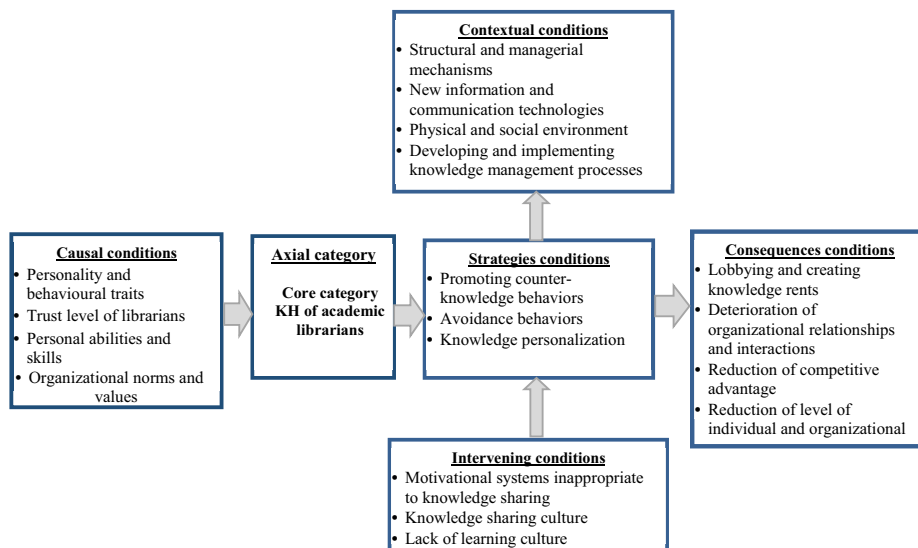 Contextual conditions
• Structural and managerial
mechanisms
• New information and
communication technologies
• Physical and social environment
• Developing and implementing
knowledge management processes
Causal conditions
• Personality and
behavioural traits
• Trust level of librarians
• Personal abilities and
skills
• Organizational norms and
values
Axial category
Core category
KH of academic
librarians
Strategies conditions
• Promoting counter-
knowledge behaviors
• Avoidance behaviors
• Knowledge personalization
Consequences conditions
• Lobbying and creating
knowledge rents
• Deterioration of
organizational relationships
and interactions
• Reduction of competitive
advantage
• Reduction of level of
individual and organizational
Intervening conditions
• Motivational systems inappropriate
to knowledge sharing
• Knowledge sharing culture
• Lack of learning culture